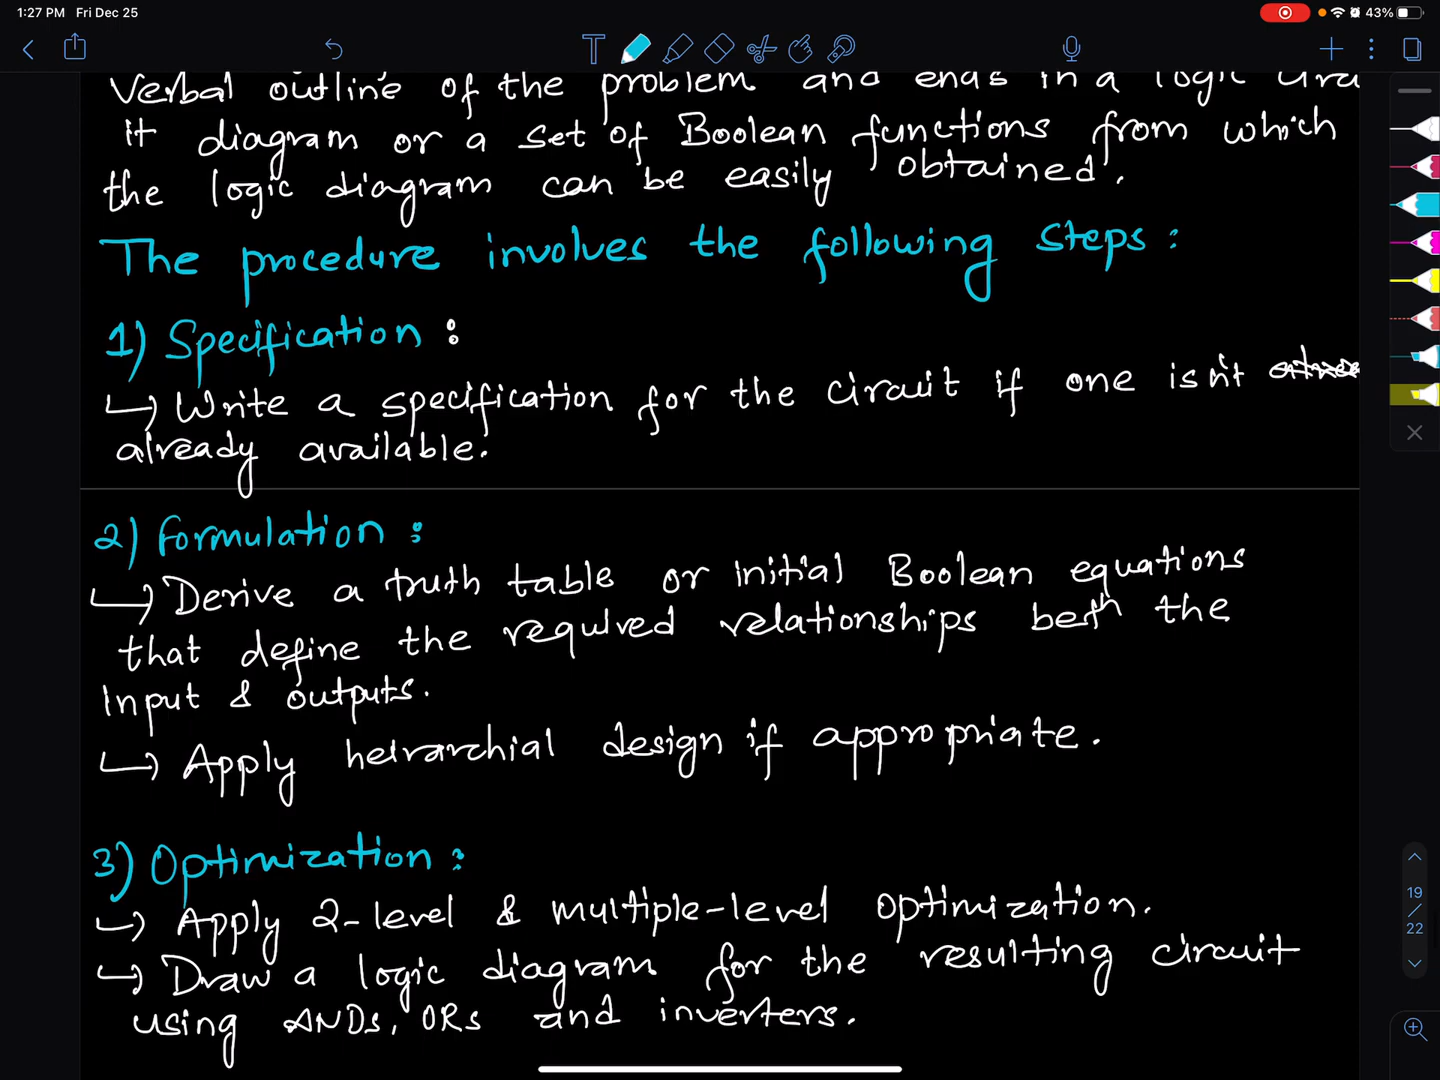 1:27 PM Fri Dec 25
43%
Verbal outline of the problem and ends in a logic circu
it diagram or a set of Boolean functions from which
the logic diagram can be easily obtained.
The procedure involves the following steps:
1) Specification:
↳ Write a specification for the circuit if one isn't
already available.
2) Formulation:
↳ Derive a truth table or initial Boolean equations
that define the required relationships betn the
Input & outputs.
↳ Apply heirarchial design if appropriate.
3) Optimization:
↳ Apply 2-level & multiple-level optimization.
↳ Draw a logic diagram for the resulting circuit
using ANDs, ORs and inverters.
19
/
22